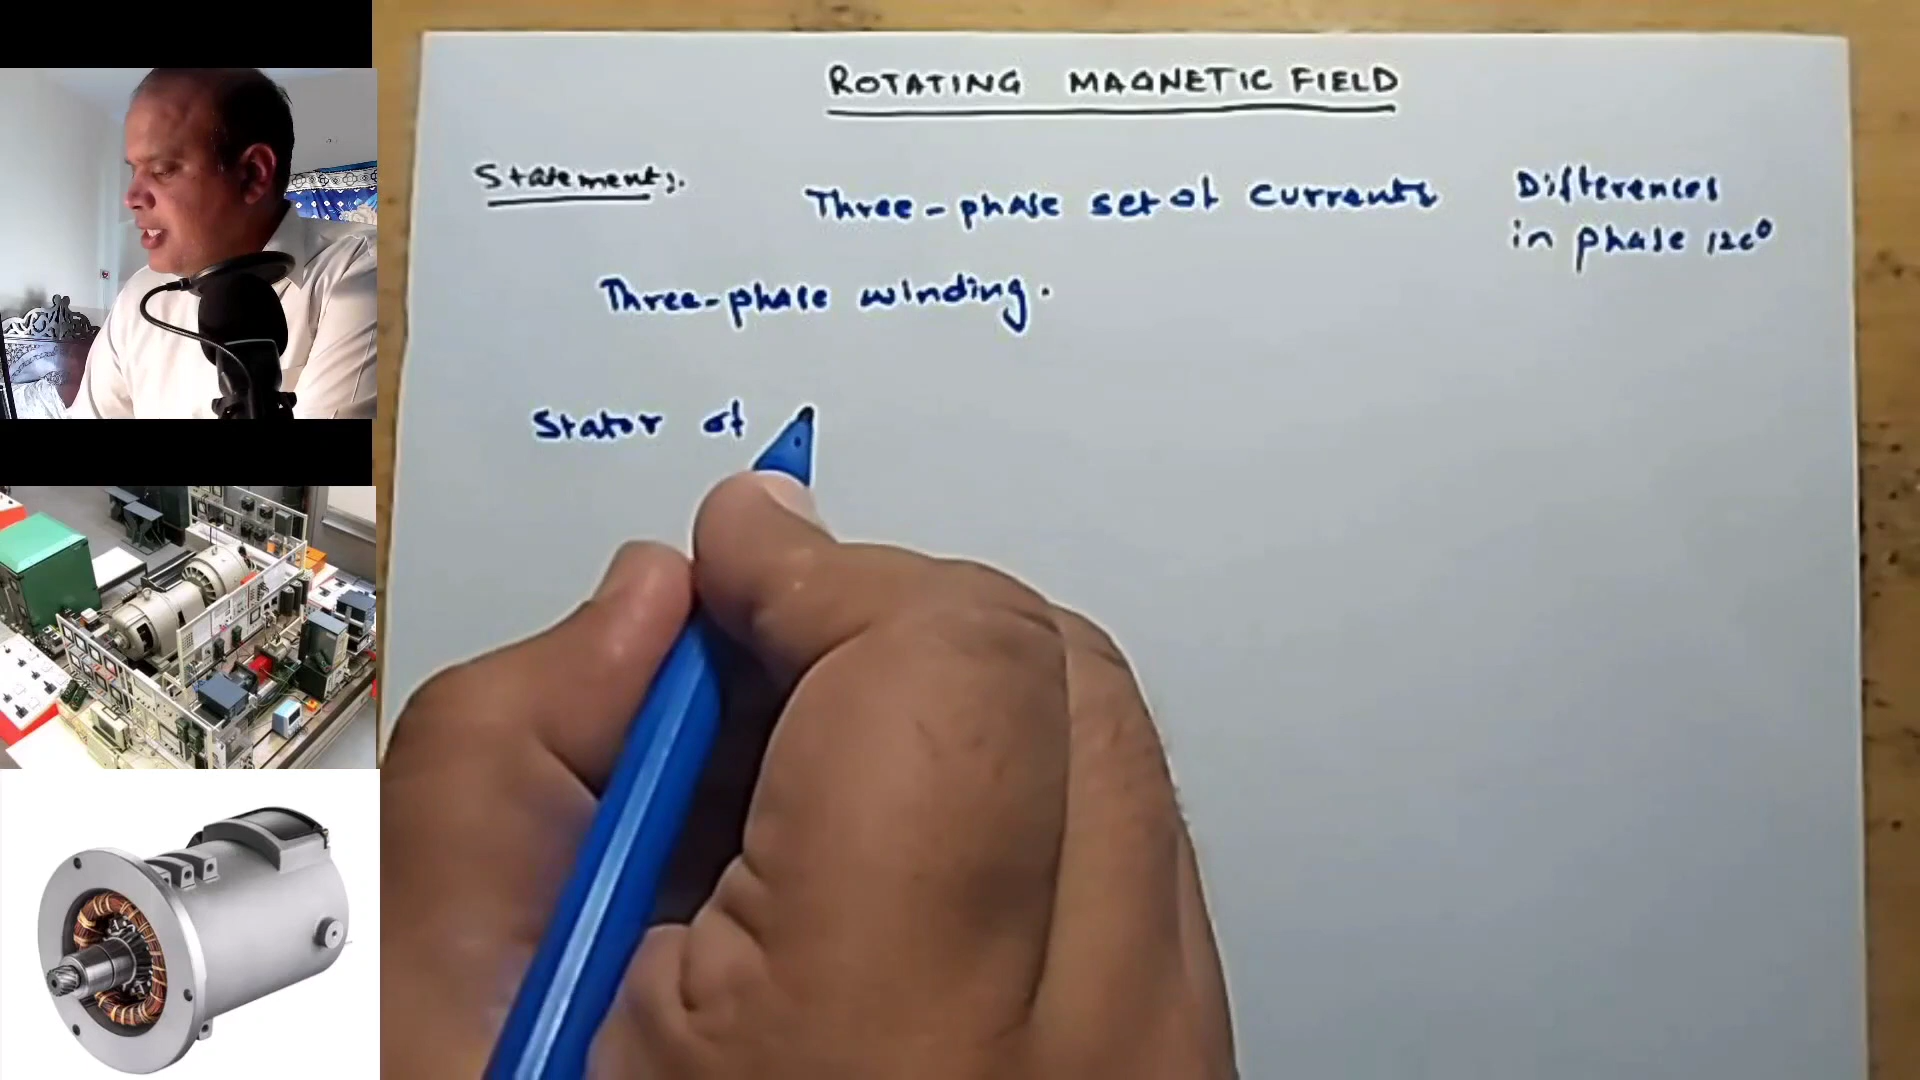 ROTATING MAGNETIC FIELD
Statement:.
Three-phase set of currents
Differences
in phase 120°
Three-phase winding.
Stator of